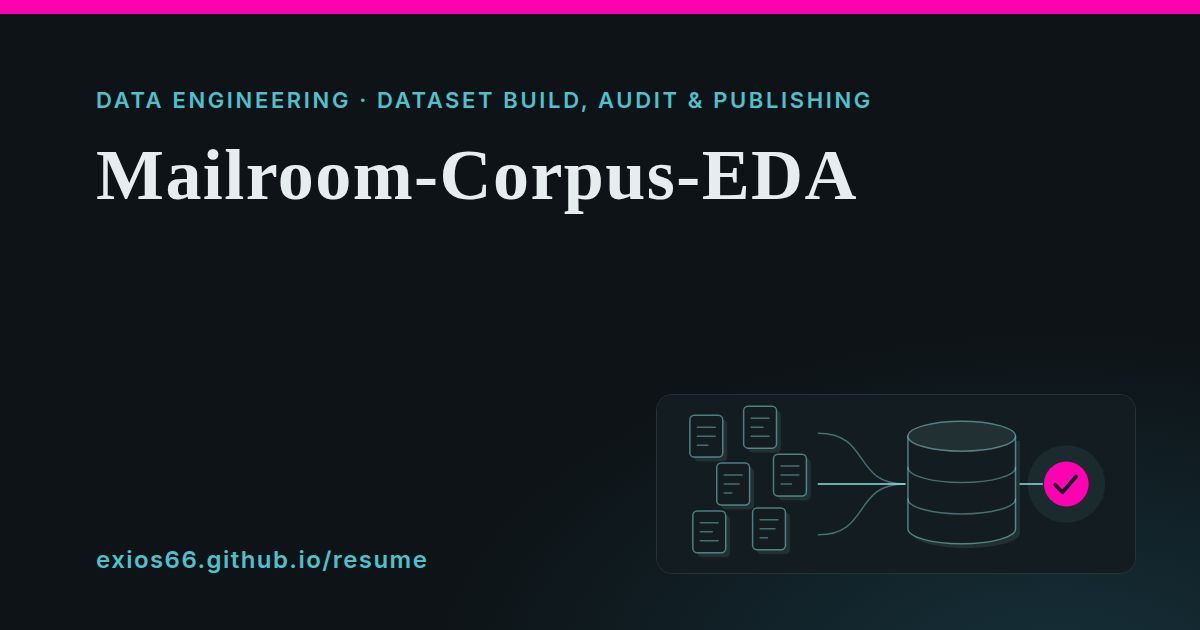 DATA ENGINEERING · DATASET BUILD, AUDIT & PUBLISHING
Mailroom-Corpus-EDA
exios66.github.io/resume